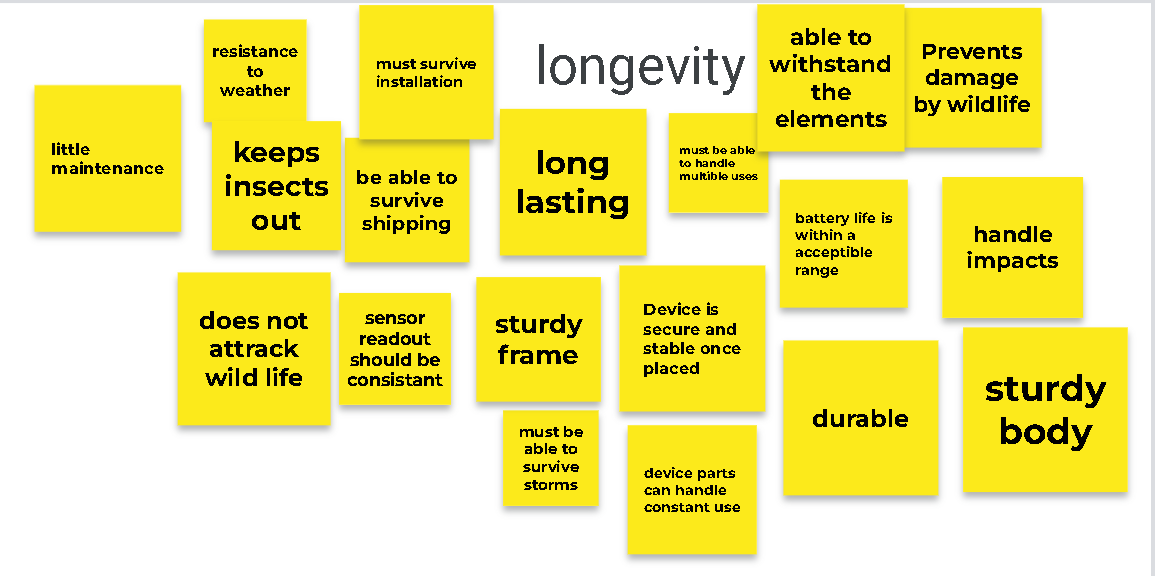 longevity
resistance
to
weather
must survive
installation
able to
withstand
the
elements
Prevents
damage
by wildlife
little
maintenance
keeps
insects
out
be able to
survive
shipping
long
lasting
must be able
to handle
multible uses
battery life is
within a
acceptible
range
handle
impacts
does not
attrack
wild life
sensor
readout
should be
consistant
sturdy
frame
Device is
secure and
stable once
placed
durable
sturdy
body
must be
able to
survive
storms
device parts
can handle
constant use